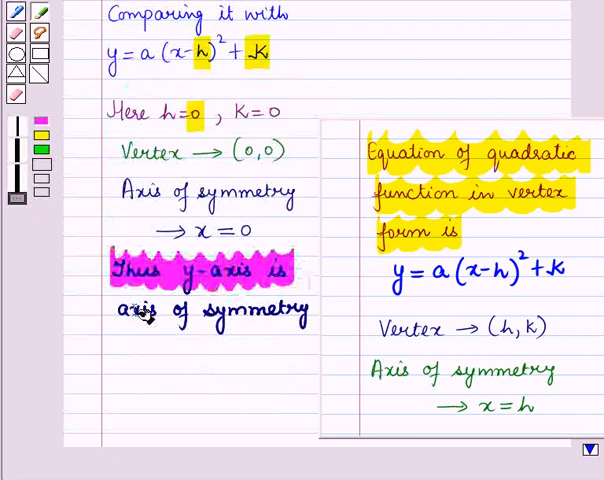 Comparing it with
y = a (x-h)² + k
Here h=0 , K=0
Vertex → (0,0)
Axis of symmetry
→ x = 0
Thus y-axis is
axis of symmetry
Equation of quadratic
function in vertex
form is
y = a (x-h)² + k
Vertex → (h, k)
Axis of symmetry
→ x = h